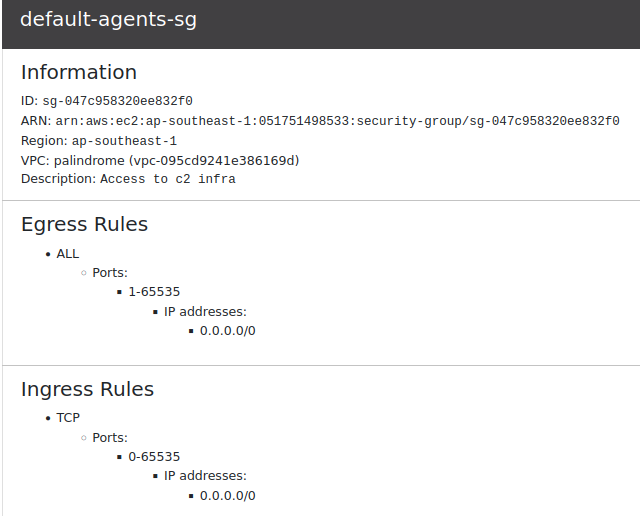 default-agents-sg
Information
ID: sg-047c958320ee832f0
ARN: arn:aws:ec2:ap-southeast-1:051751498533:security-group/sg-047c958320ee832f0
Region: ap-southeast-1
VPC: palindrome (vpc-095cd9241e386169d)
Description: Access to c2 infra
Egress Rules
ALL
Ports:
1-65535
IP addresses:
0.0.0.0/0
Ingress Rules
TCP
Ports:
0-65535
IP addresses:
0.0.0.0/0